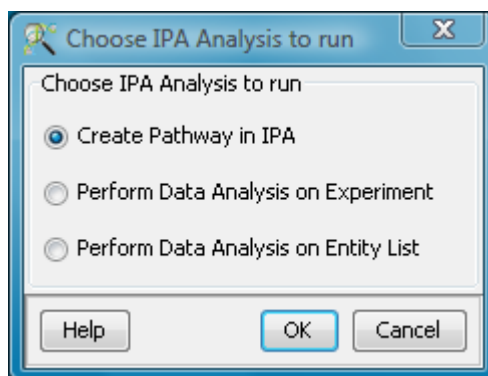 Choose IPA Analysis to run
Choose IPA Analysis to run
Create Pathway in IPA
Perform Data Analysis on Experiment
Perform Data Analysis on Entity List
Help OK Cancel